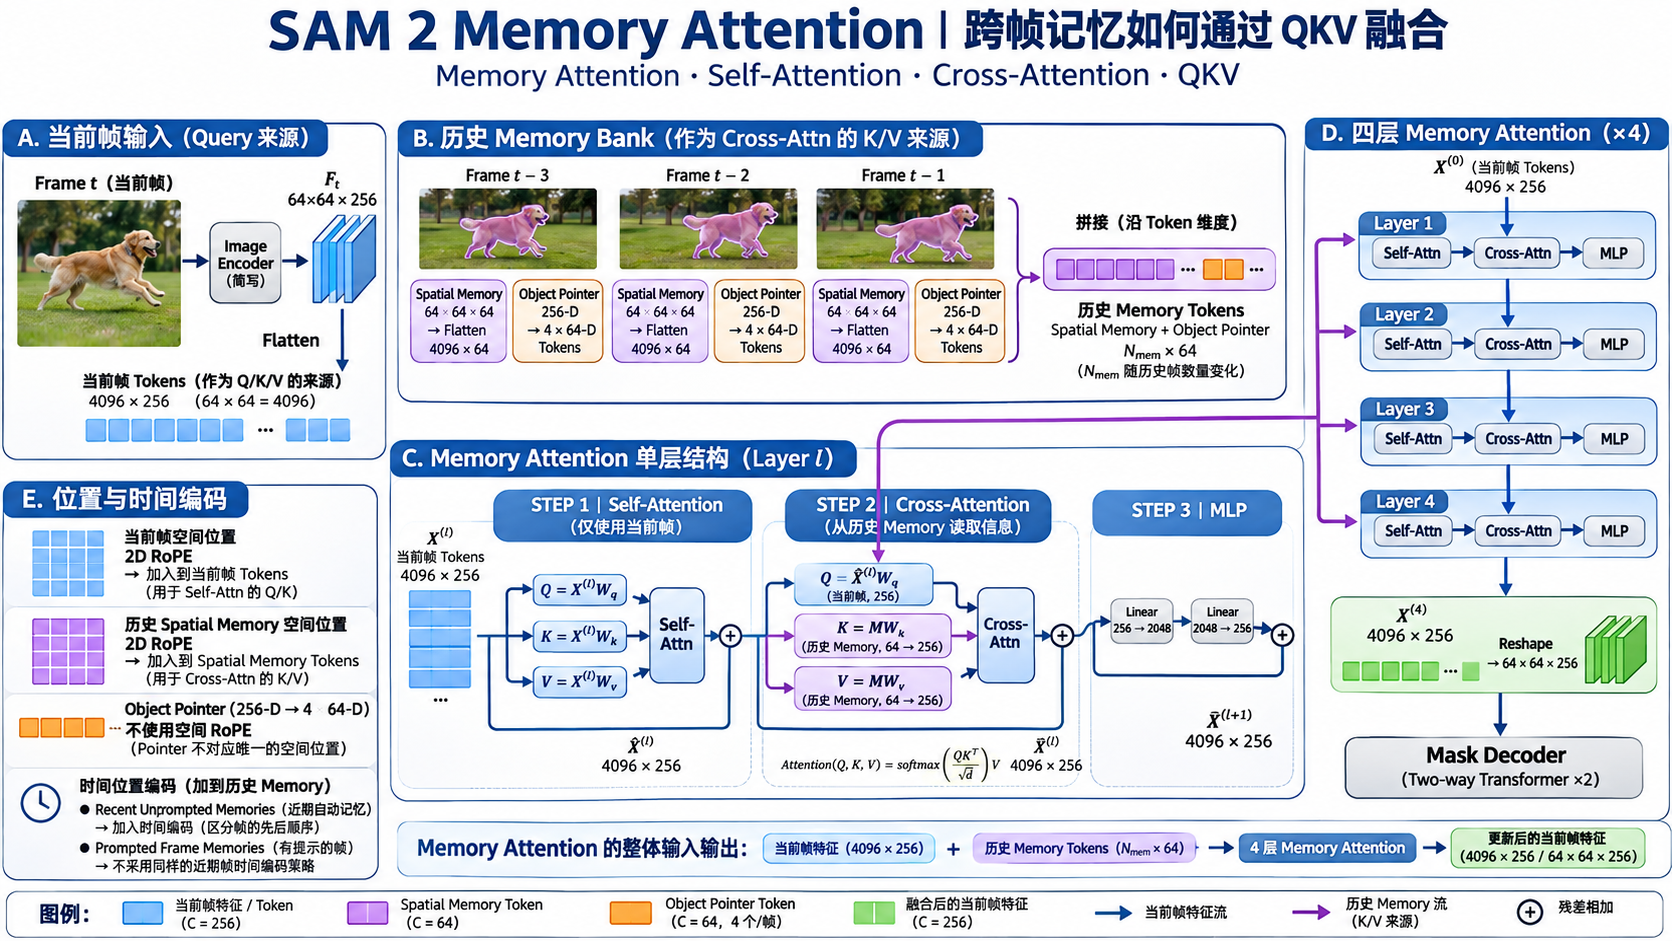 SAM 2 Memory Attention | 跨帧记忆如何通过 QKV 融合
Memory Attention · Self-Attention · Cross-Attention · QKV
A. 当前帧输入（Query 来源）
Frame t（当前帧）
F_t
64×64×256
Image
Encoder
（简写）
Flatten
当前帧 Tokens（作为 Q/K/V 的来源）
4096 × 256 （64 × 64 = 4096）
...
B. 历史 Memory Bank（作为 Cross-Attn 的 K/V 来源）
Frame t − 3
Frame t − 2
Frame t − 1
Spatial Memory
64 × 64 × 64
→ Flatten
4096 × 64
Object Pointer
256-D
→ 4 × 64-D
Tokens
Spatial Memory
64 × 64 × 64
→ Flatten
4096 × 64
Object Pointer
256-D
→ 4 × 64-D
Tokens
Spatial Memory
64 × 64 × 64
→ Flatten
4096 × 64
Object Pointer
256-D
→ 4 × 64-D
Tokens
拼接（沿 Token 维度）
... ...
历史 Memory Tokens
Spatial Memory + Object Pointer
N_mem × 64
（N_mem 随历史帧数量变化）
C. Memory Attention 单层结构（Layer l）
STEP 1 | Self-Attention
（仅使用当前帧）
X^(l)
当前帧 Tokens
4096 × 256
...
Q = X^(l)W_q
K = X^(l)W_k
V = X^(l)W_v
Self-
Attn
+
X̂^(l)
4096 × 256
STEP 2 | Cross-Attention
（从历史 Memory 读取信息）
Q = X̂^(l)W_q
（当前帧, 256）
K = MW_k
（历史 Memory, 64 → 256）
V = MW_v
（历史 Memory, 64 → 256）
Cross-
Attn
+
Attention(Q, K, V) = softmax(QK^T/√d) V
X̄^(l)
4096 × 256
STEP 3 | MLP
Linear
256 → 2048
Linear
2048 → 256
+
X̄^(l+1)
4096 × 256
D. 四层 Memory Attention（×4）
X^(0)（当前帧 Tokens）
4096 × 256
Layer 1
Self-Attn
Cross-Attn
MLP
Layer 2
Self-Attn
Cross-Attn
MLP
Layer 3
Self-Attn
Cross-Attn
MLP
Layer 4
Self-Attn
Cross-Attn
MLP
X^(4)
4096 × 256
...
Reshape
→ 64 × 64 × 256
Mask Decoder
（Two-way Transformer ×2）
E. 位置与时间编码
当前帧空间位置
2D RoPE
→ 加入到当前帧 Tokens
（用于 Self-Attn 的 Q/K）
历史 Spatial Memory 空间位置
2D RoPE
→ 加入到 Spatial Memory Tokens
（用于 Cross-Attn 的 K/V）
...
Object Pointer（256-D → 4 64-D）
不使用空间 RoPE
（Pointer 不对应唯一的空间位置）
时间位置编码（加到历史 Memory）
● Recent Unprompted Memories（近期自动记忆）
→ 加入时间编码（区分帧的先后顺序）
● Prompted Frame Memories（有提示的帧）
→ 不采用同样的近期帧时间编码策略
Memory Attention 的整体输入输出：
当前帧特征（4096 × 256）
+
历史 Memory Tokens（N_mem × 64）
4 层 Memory Attention
更新后的当前帧特征
（4096 × 256 / 64 × 64 × 256）
图例：
当前帧特征 / Token
（C = 256）
Spatial Memory Token
（C = 64）
Object Pointer Token
（C = 64，4 个/帧）
融合后的当前帧特征
（C = 256）
当前帧特征流
历史 Memory 流
（K/V 来源）
+
残差相加